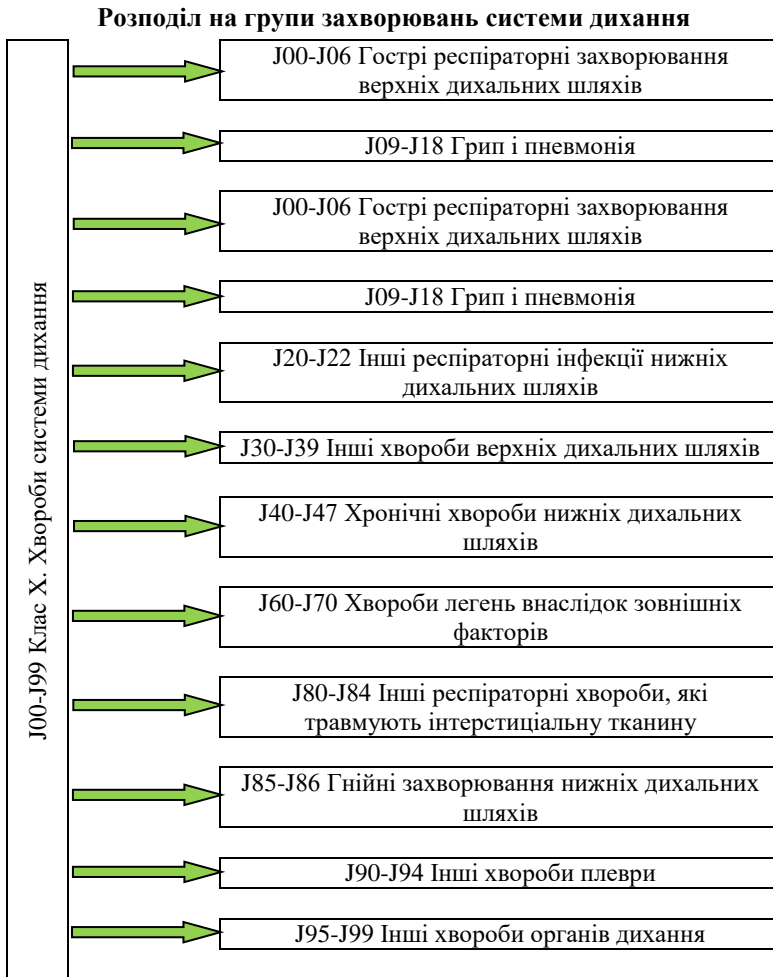 Розподіл на групи захворювань системи дихання
J00-J99 Клас X. Хвороби системи дихання
J00-J06 Гострі респіраторні захворювання
верхніх дихальних шляхів
J09-J18 Грип і пневмонія
J00-J06 Гострі респіраторні захворювання
верхніх дихальних шляхів
J09-J18 Грип і пневмонія
J20-J22 Інші респіраторні інфекції нижніх
дихальних шляхів
J30-J39 Інші хвороби верхніх дихальних шляхів
J40-J47 Хронічні хвороби нижніх дихальних
шляхів
J60-J70 Хвороби легень внаслідок зовнішніх
факторів
J80-J84 Інші респіраторні хвороби, які
травмують інтерстиціальну тканину
J85-J86 Гнійні захворювання нижніх дихальних
шляхів
J90-J94 Інші хвороби плеври
J95-J99 Інші хвороби органів дихання